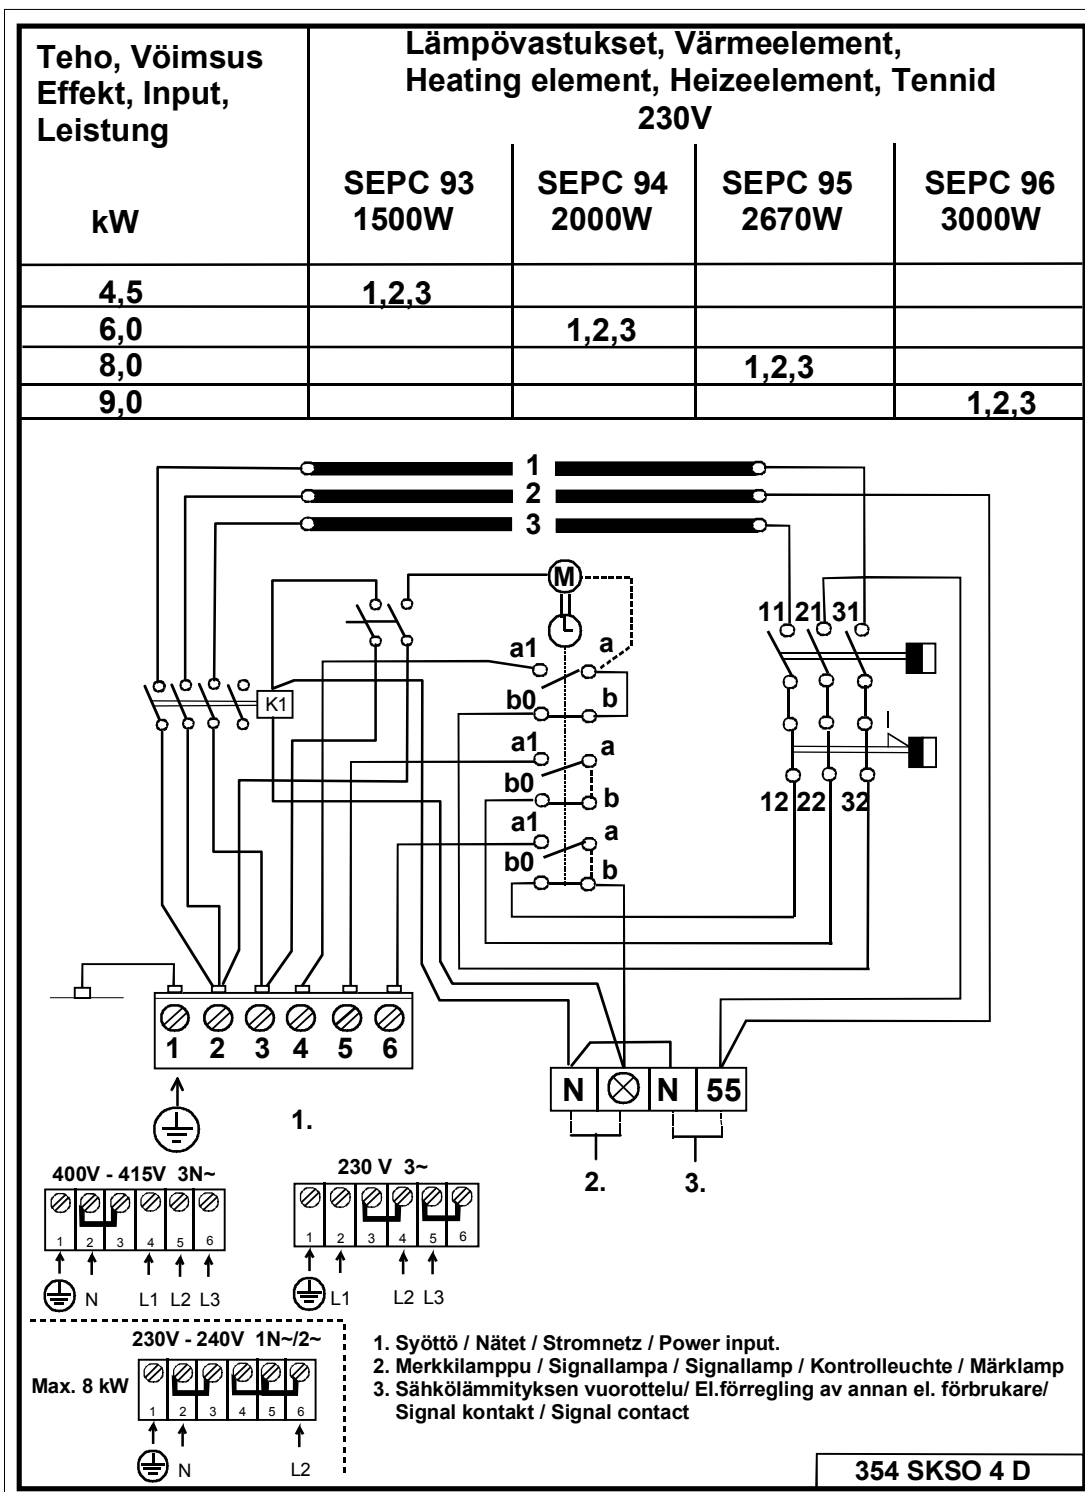 Teho, Vöimsus
Effekt, Input,
Leistung
kW
Lämpövastukset, Värmeelement,
Heating element, Heizeelement, Tennid
230V
SEPC 93
1500W
SEPC 94
2000W
SEPC 95
2670W
SEPC 96
3000W
4,5 1,2,3
6,0 1,2,3
8,0 1,2,3
9,0 1,2,3
1
2
3
M
11 21 31
a1 a
b0 b
K1
a1 a
b0 b
a1 a
b0 b
12 22 32
1 2 3 4 5 6
N N 55
1.
2. 3.
400V - 415V 3N~
1 2 3 4 5 6
N L1 L2 L3
230 V 3~
1 2 3 4 5 6
L1 L2 L3
230V - 240V 1N~/2~
Max. 8 kW
1 2 3 4 5 6
N L2
1. Syöttö / Nätet / Stromnetz / Power input.
2. Merkkilamppu / Signallampa / Signallamp / Kontrolleuchte / Märklamp
3. Sähkölämmityksen vuorottelu/ El.förregling av annan el. förbrukare/
Signal kontakt / Signal contact
354 SKSO 4 D